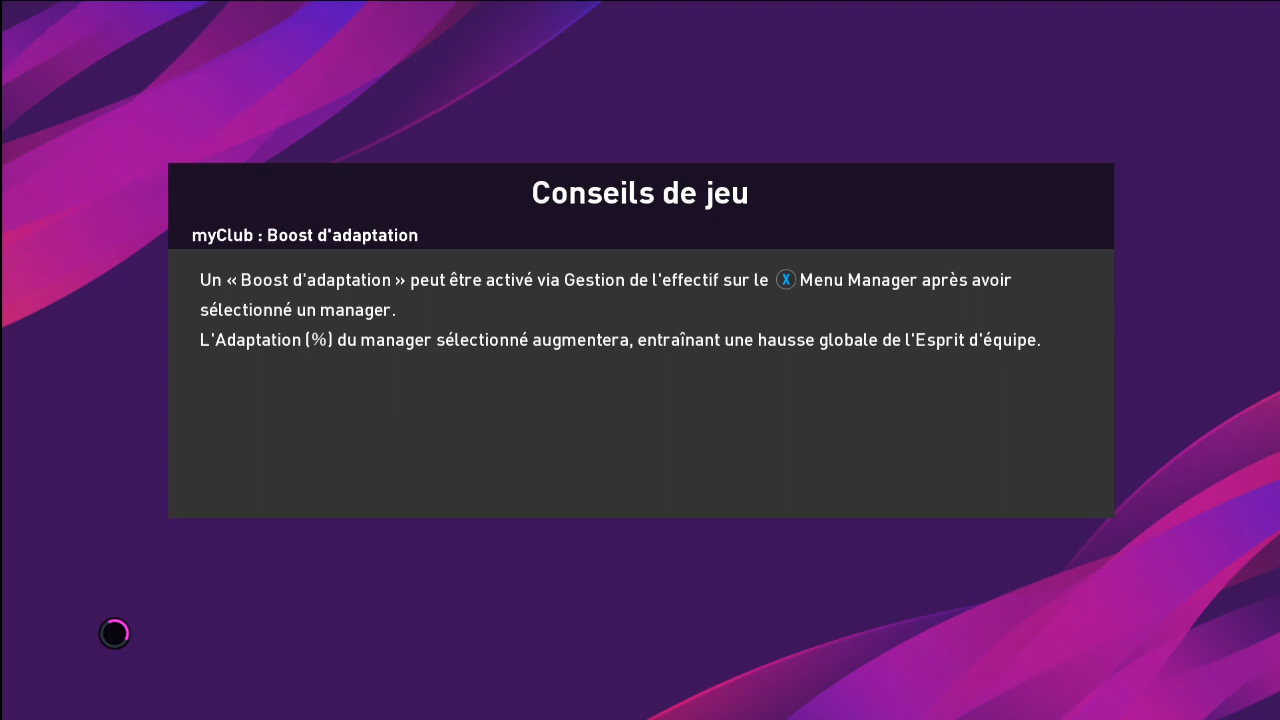 Conseils de jeu
myClub : Boost d'adaptation
Un « Boost d'adaptation » peut être activé via Gestion de l'effectif sur le X Menu Manager après avoir
sélectionné un manager.
L'Adaptation (%) du manager sélectionné augmentera, entraînant une hausse globale de l'Esprit d'équipe.